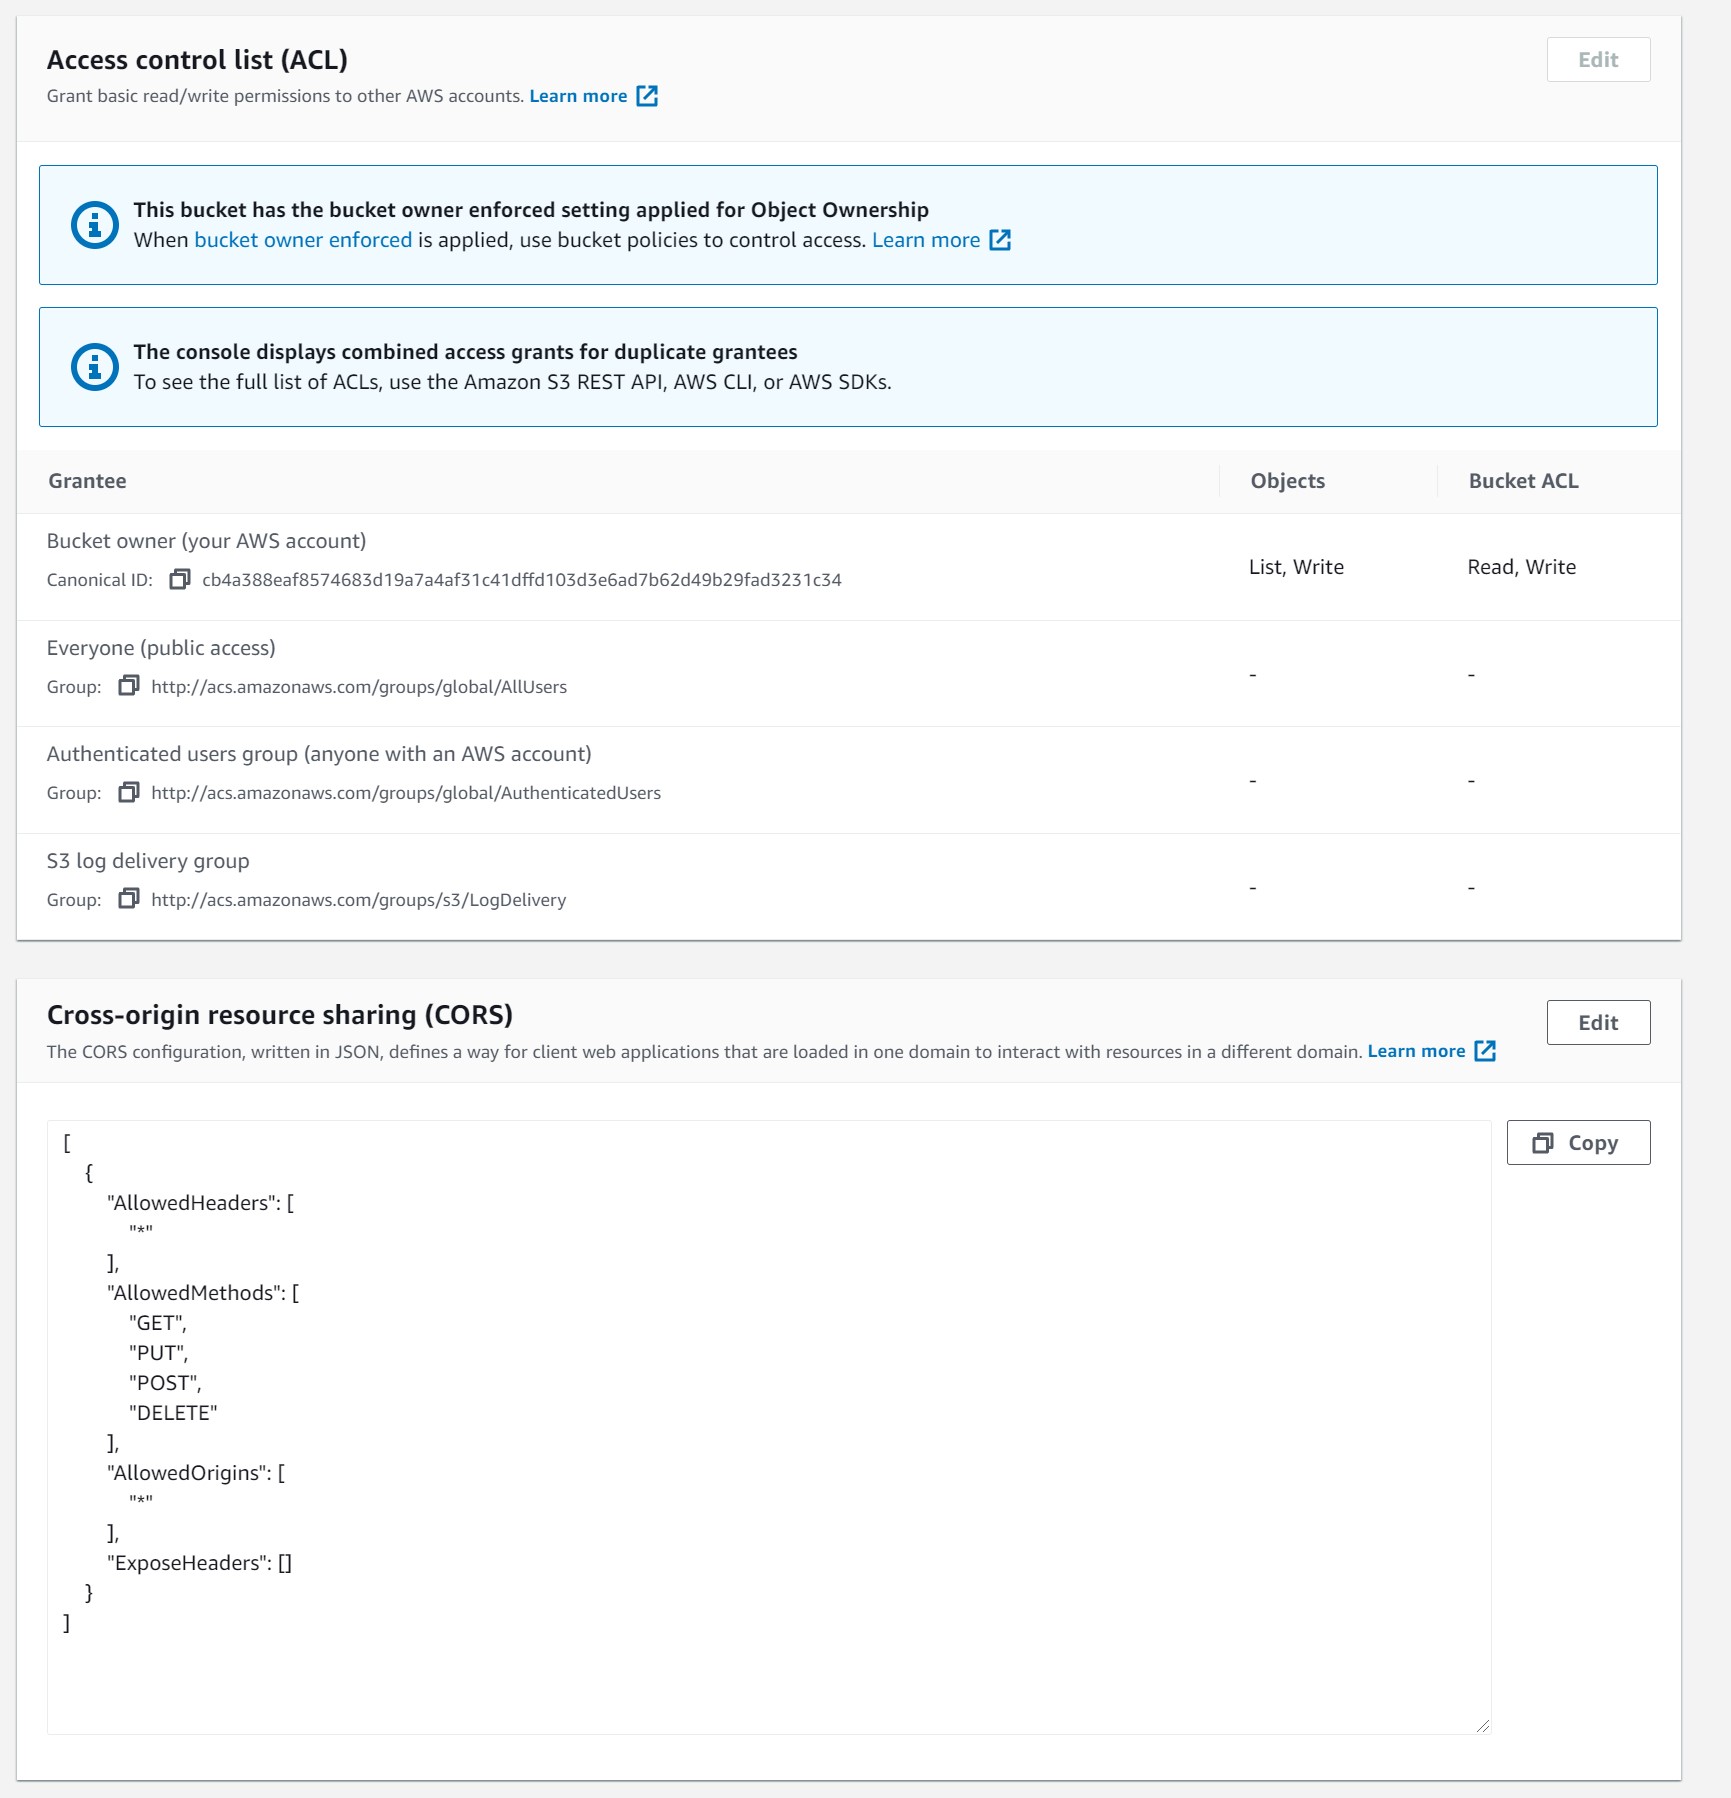 Access control list (ACL)
Edit
Grant basic read/write permissions to other AWS accounts. Learn more
This bucket has the bucket owner enforced setting applied for Object Ownership
When bucket owner enforced is applied, use bucket policies to control access. Learn more
The console displays combined access grants for duplicate grantees
To see the full list of ACLs, use the Amazon S3 REST API, AWS CLI, or AWS SDKs.
Grantee Objects Bucket ACL
Bucket owner (your AWS account)
Canonical ID: cb4a388eaf8574683d19a7a4af31c41dffd103d3e6ad7b62d49b29fad3231c34
List, Write Read, Write
Everyone (public access)
Group: http://acs.amazonaws.com/groups/global/AllUsers
- -
Authenticated users group (anyone with an AWS account)
Group: http://acs.amazonaws.com/groups/global/AuthenticatedUsers
- -
S3 log delivery group
Group: http://acs.amazonaws.com/groups/s3/LogDelivery
- -
Cross-origin resource sharing (CORS)
Edit
The CORS configuration, written in JSON, defines a way for client web applications that are loaded in one domain to interact with resources in a different domain. Learn more
Copy
[
{
"AllowedHeaders": [
"*"
],
"AllowedMethods": [
"GET",
"PUT",
"POST",
"DELETE"
],
"AllowedOrigins": [
"*"
],
"ExposeHeaders": []
}
]